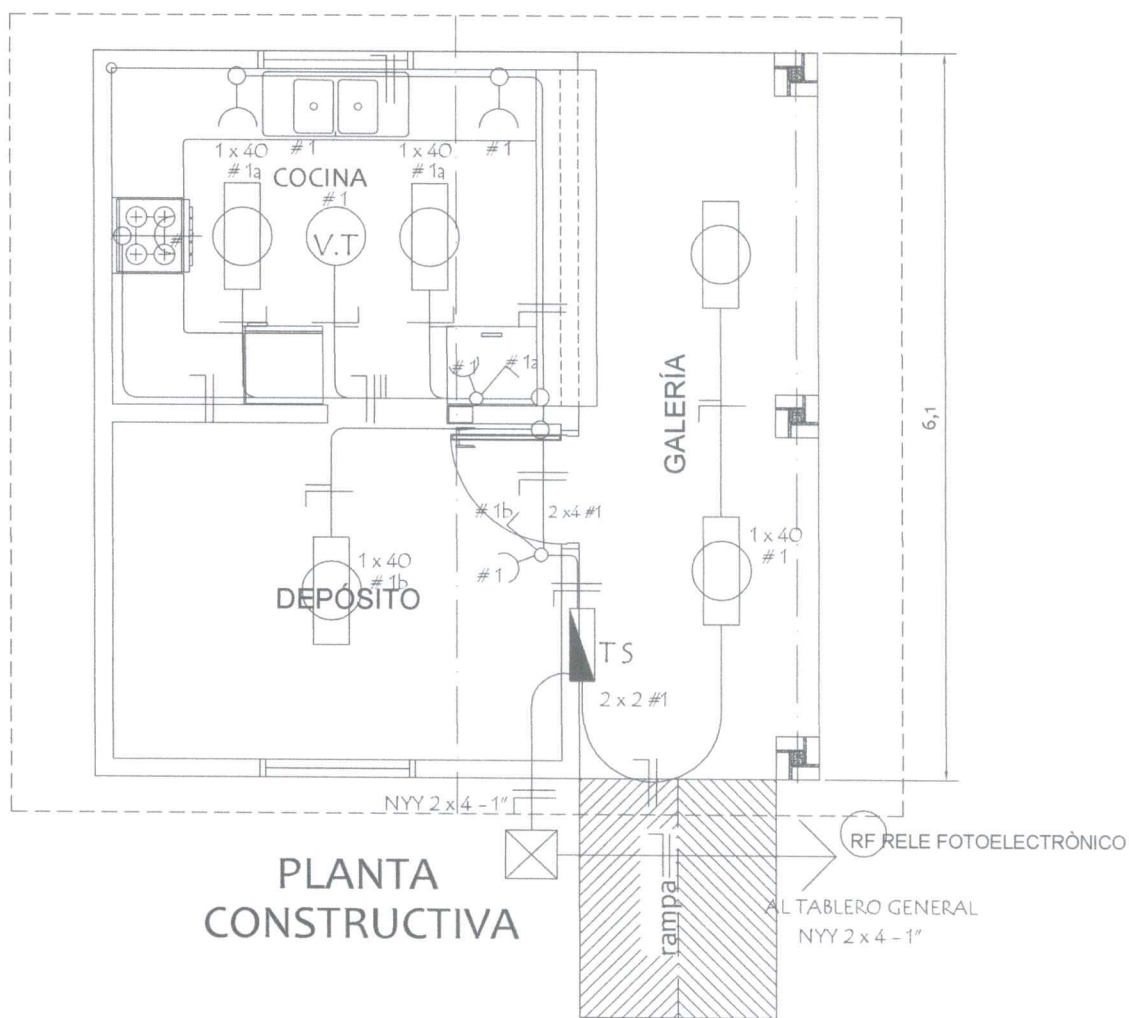 # 1
# 1
1 x 40
# 1a
1 x 40
# 1a
COCINA
# 1
V.T
#
# 1
# 1a
GALERÍA
6,1
# 1b
2 x4 #1
# 1
1 x 40
# 1b
DEPÓSITO
1 x 40
# 1
T S
2 x 2 #1
NYY 2 x 4 – 1"
RF RELE FOTOELECTRÒNICO
PLANTA
CONSTRUCTIVA
rampa
AL TABLERO GENERAL
NYY 2 x 4 – 1"